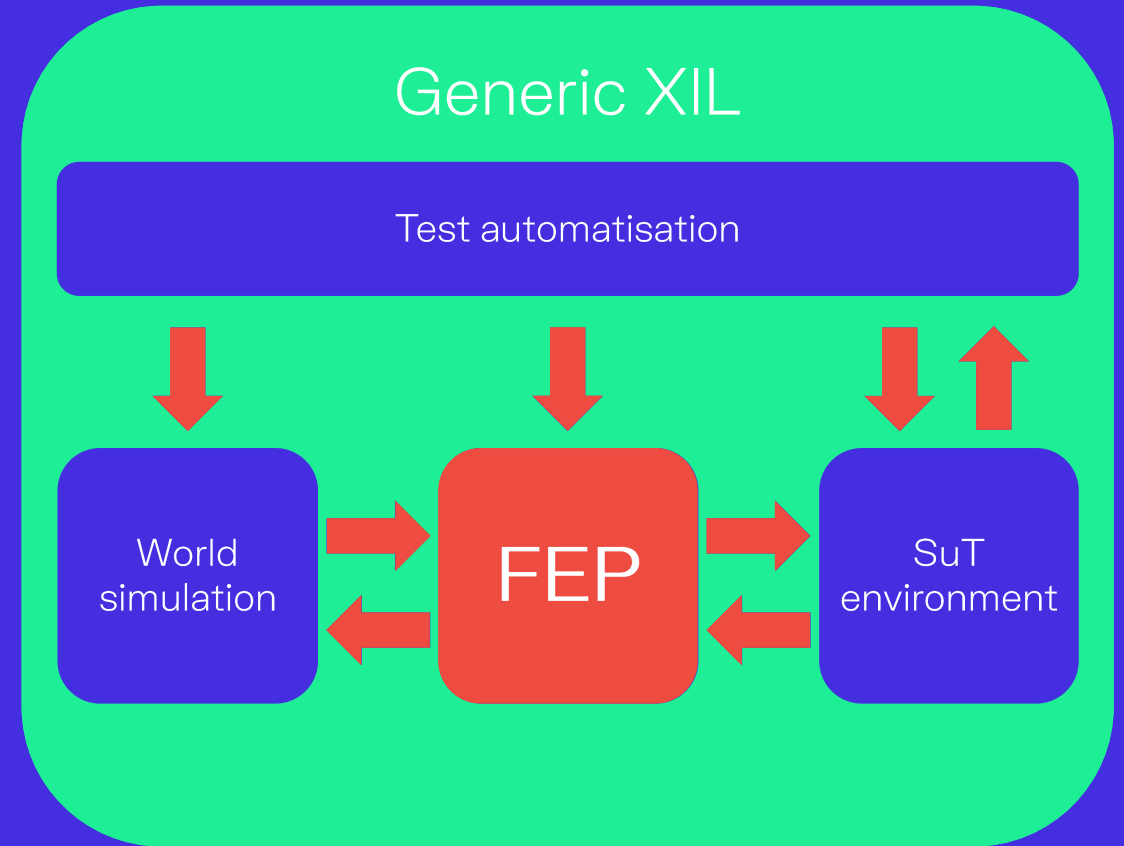 Generic XIL
Test automatisation
World
simulation
FEP
SuT
environment